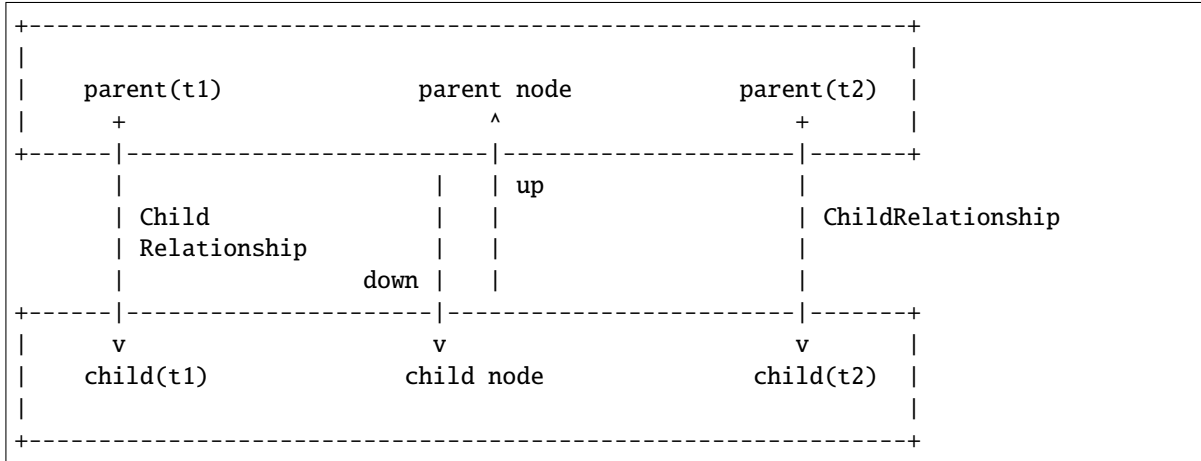 +----------------------------------------------------------------+
|                                                                |
|    parent(t1)              parent node            parent(t2)  |
|      +                          ^                     +       |
+------|--------------------------|---------------------|-------+
       |                      |   | up                  |
       | Child                |   |                     | ChildRelationship
       | Relationship         |   |                     |
       |                 down |   |                     |
+------|----------------------|-------------------------|-------+
|      v                      v                         v       |
|    child(t1)              child node               child(t2)  |
|                                                                |
+----------------------------------------------------------------+